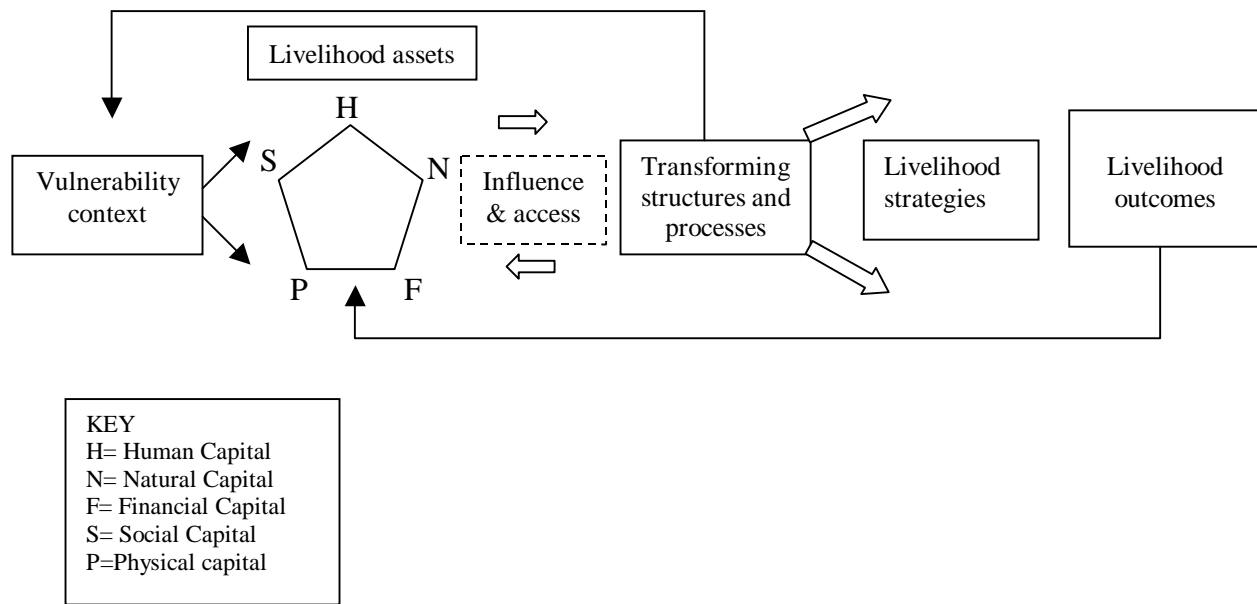 Livelihood assets
H
S
N
P
F
Vulnerability
context
Influence
& access
Transforming
structures and
processes
Livelihood
strategies
Livelihood
outcomes
KEY
H= Human Capital
N= Natural Capital
F= Financial Capital
S= Social Capital
P=Physical capital